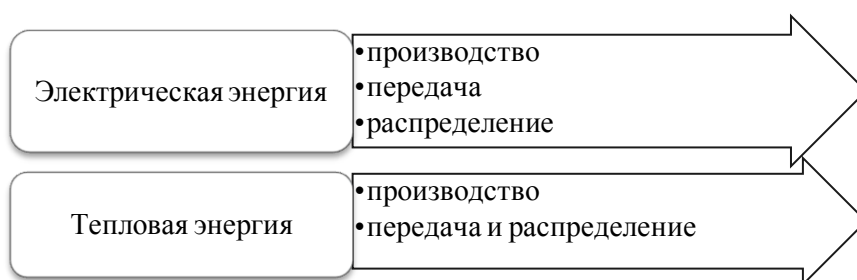 Электрическая энергия
•производство
•передача
•распределение
Тепловая энергия
•производство
•передача и распределение